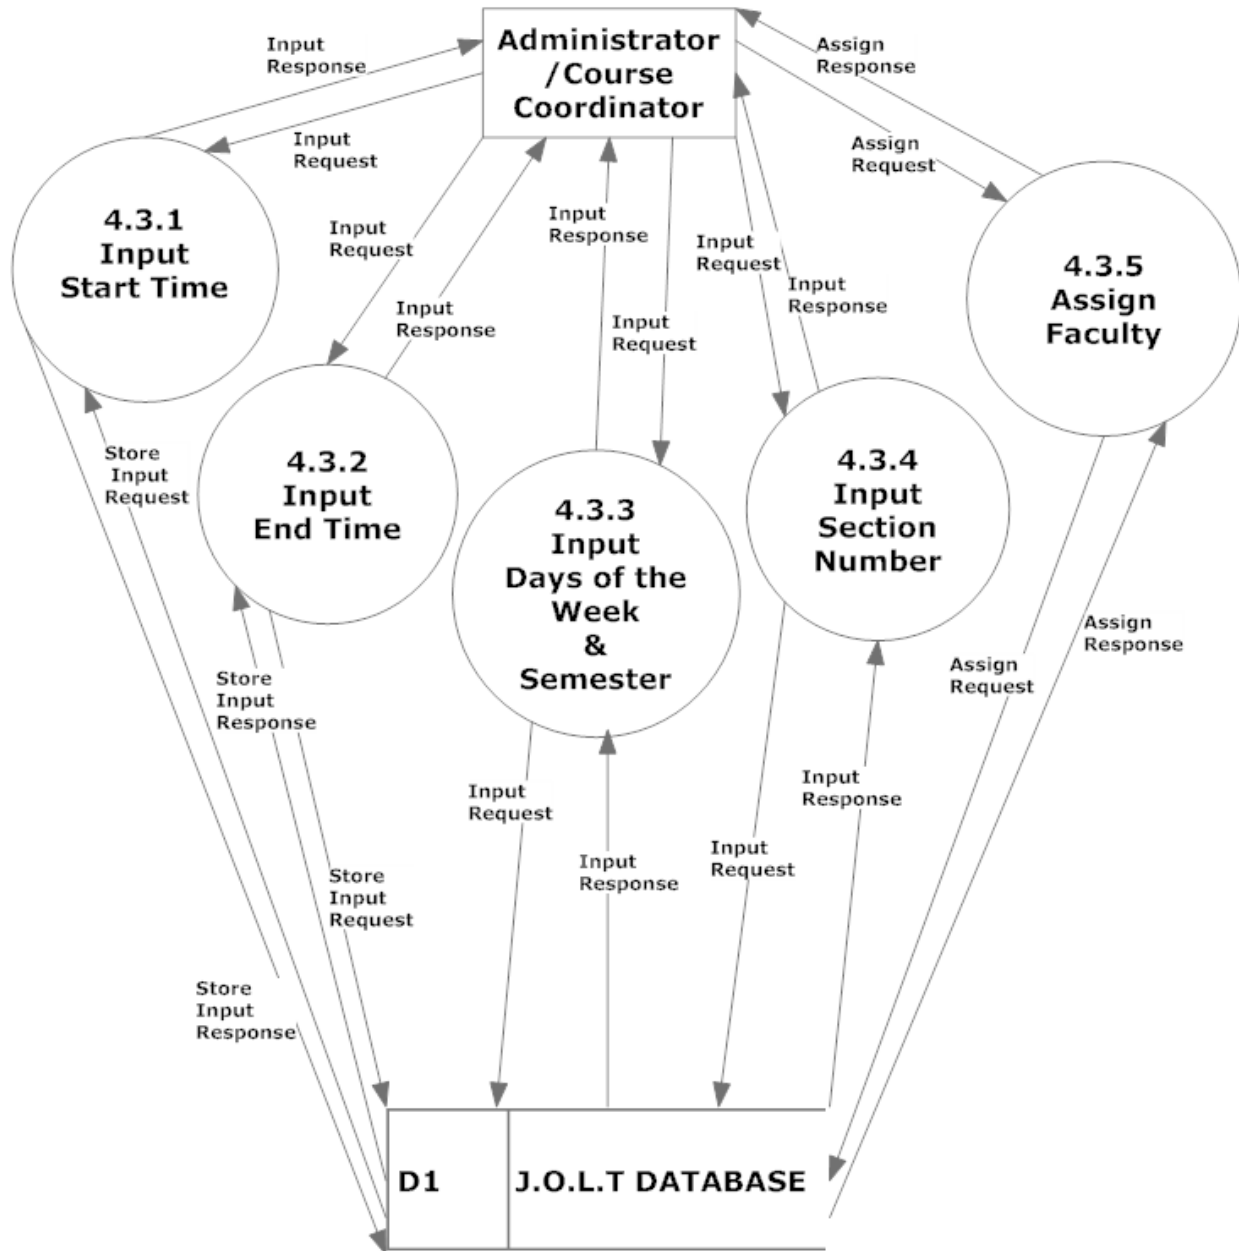 Administrator
/Course
Coordinator
Input
Response
Input
Request
Assign
Response
Assign
Request
Input
Request
Input
Response
Input
Response
Input
Request
Input
Request
Input
Response
4.3.1
Input
Start Time
4.3.2
Input
End Time
4.3.3
Input
Days of the
Week
&
Semester
4.3.4
Input
Section
Number
4.3.5
Assign
Faculty
Store
Input
Request
Store
Input
Response
Store
Input
Request
Store
Input
Response
Input
Request
Input
Response
Input
Request
Input
Response
Assign
Request
Assign
Response
D1
J.O.L.T DATABASE